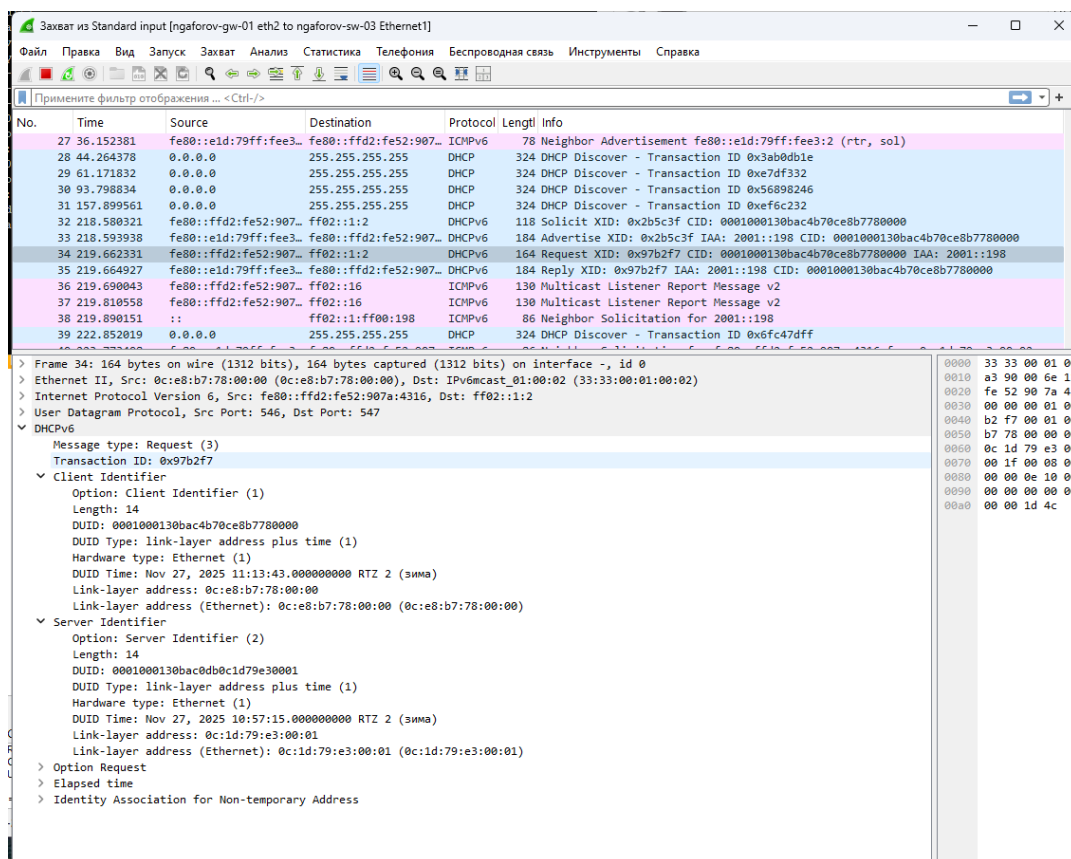 Захват из Standard input [ngaforov-gw-01 eth2 to ngaforov-sw-03 Ethernet1]
Файл Правка Вид Запуск Захват Анализ Статистика Телефония Беспроводная связь Инструменты Справка
Примените фильтр отображения ... <Ctrl-/>
No. Time Source Destination Protocol Lengtl Info
27 36.152381 fe80::e1d:79ff:fee3… fe80::ffd2:fe52:907… ICMPv6 78 Neighbor Advertisement fe80::e1d:79ff:fee3:2 (rtr, sol)
28 44.264378 0.0.0.0 255.255.255.255 DHCP 324 DHCP Discover - Transaction ID 0x3ab0db1e
29 61.171832 0.0.0.0 255.255.255.255 DHCP 324 DHCP Discover - Transaction ID 0xe7df332
30 93.798834 0.0.0.0 255.255.255.255 DHCP 324 DHCP Discover - Transaction ID 0x56898246
31 157.899561 0.0.0.0 255.255.255.255 DHCP 324 DHCP Discover - Transaction ID 0xef6c232
32 218.580321 fe80::ffd2:fe52:907… ff02::1:2 DHCPv6 118 Solicit XID: 0x2b5c3f CID: 0001000130bac4b70ce8b7780000
33 218.593938 fe80::e1d:79ff:fee3… fe80::ffd2:fe52:907… DHCPv6 184 Advertise XID: 0x2b5c3f IAA: 2001::198 CID: 0001000130bac4b70ce8b7780000
34 219.662331 fe80::ffd2:fe52:907… ff02::1:2 DHCPv6 164 Request XID: 0x97b2f7 CID: 0001000130bac4b70ce8b7780000 IAA: 2001::198
35 219.664927 fe80::e1d:79ff:fee3… fe80::ffd2:fe52:907… DHCPv6 184 Reply XID: 0x97b2f7 IAA: 2001::198 CID: 0001000130bac4b70ce8b7780000
36 219.690043 fe80::ffd2:fe52:907… ff02::16 ICMPv6 130 Multicast Listener Report Message v2
37 219.810558 fe80::ffd2:fe52:907… ff02::16 ICMPv6 130 Multicast Listener Report Message v2
38 219.890151 :: ff02::1:ff00:198 ICMPv6 86 Neighbor Solicitation for 2001::198
39 222.852019 0.0.0.0 255.255.255.255 DHCP 324 DHCP Discover - Transaction ID 0x6fc47dff
Frame 34: 164 bytes on wire (1312 bits), 164 bytes captured (1312 bits) on interface -, id 0
Ethernet II, Src: 0c:e8:b7:78:00:00 (0c:e8:b7:78:00:00), Dst: IPv6mcast_01:00:02 (33:33:00:01:00:02)
Internet Protocol Version 6, Src: fe80::ffd2:fe52:907a:4316, Dst: ff02::1:2
User Datagram Protocol, Src Port: 546, Dst Port: 547
DHCPv6
Message type: Request (3)
Transaction ID: 0x97b2f7
Client Identifier
Option: Client Identifier (1)
Length: 14
DUID: 0001000130bac4b70ce8b7780000
DUID Type: link-layer address plus time (1)
Hardware type: Ethernet (1)
DUID Time: Nov 27, 2025 11:13:43.000000000 RTZ 2 (зима)
Link-layer address: 0c:e8:b7:78:00:00
Link-layer address (Ethernet): 0c:e8:b7:78:00:00 (0c:e8:b7:78:00:00)
Server Identifier
Option: Server Identifier (2)
Length: 14
DUID: 0001000130bac0db0c1d79e30001
DUID Type: link-layer address plus time (1)
Hardware type: Ethernet (1)
DUID Time: Nov 27, 2025 10:57:15.000000000 RTZ 2 (зима)
Link-layer address: 0c:1d:79:e3:00:01
Link-layer address (Ethernet): 0c:1d:79:e3:00:01 (0c:1d:79:e3:00:01)
Option Request
Elapsed time
Identity Association for Non-temporary Address
0000 33 33 00 01 0
0010 a3 90 00 6e 1
0020 fe 52 90 7a 4
0030 00 00 00 01 0
0040 b2 f7 00 01 0
0050 b7 78 00 00 0
0060 0c 1d 79 e3 0
0070 00 1f 00 08 0
0080 00 00 0e 10 0
0090 00 00 00 00 0
00a0 00 00 1d 4c